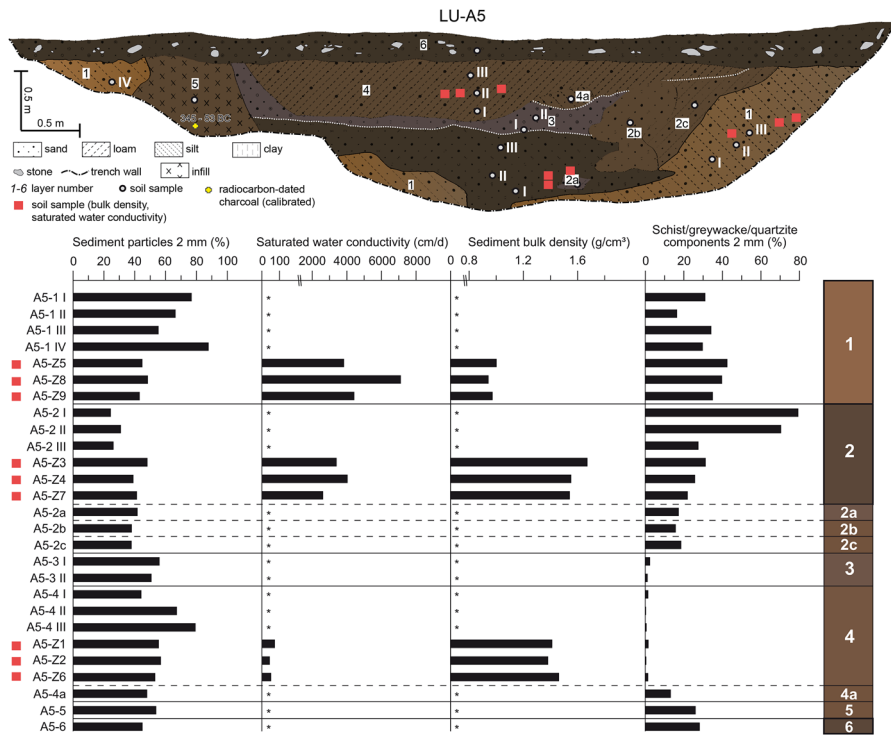 LU-A5
6
1
IV
5
4
III
II
I
4a
II
3
I
2b
2c
1
III
II
I
345 - 53 BC
0.5 m
0.5 m
III
II
I
2a
1
sand loam silt clay
stone trench wall infill
1-6 layer number soil sample radiocarbon-dated
charcoal (calibrated)
soil sample (bulk density,
saturated water conductivity)
Sediment particles 2 mm (%) Saturated water conductivity (cm/d) Sediment bulk density (g/cm³) Schist/greywacke/quartzite
components 2 mm (%)
0 20 40 60 80 100 0 100 2000 4000 6000 8000 0 0.8 1.2 1.6 0 20 40 60 80
A5-1 I * *
A5-1 II * *
A5-1 III * *
A5-1 IV * * 1
A5-Z5
A5-Z8
A5-Z9
A5-2 I * *
A5-2 II * *
A5-2 III * * 2
A5-Z3
A5-Z4
A5-Z7
A5-2a * * 2a
A5-2b * * 2b
A5-2c * * 2c
A5-3 I * * 3
A5-3 II * *
A5-4 I * *
A5-4 II * *
A5-4 III * * 4
A5-Z1
A5-Z2
A5-Z6
A5-4a * * 4a
A5-5 * * 5
A5-6 * * 6